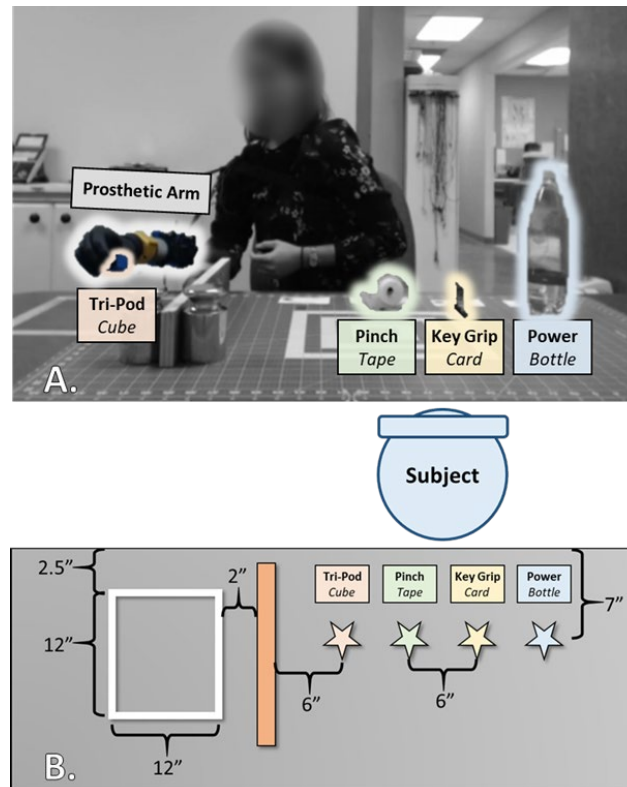 Prosthetic Arm
Tri-Pod
Cube
Pinch
Tape
Key Grip
Card
Power
Bottle
A.
Subject
2.5”
2”
Tri-Pod
Cube
Pinch
Tape
Key Grip
Card
Power
Bottle
7”
12”
6”
6”
12”
B.